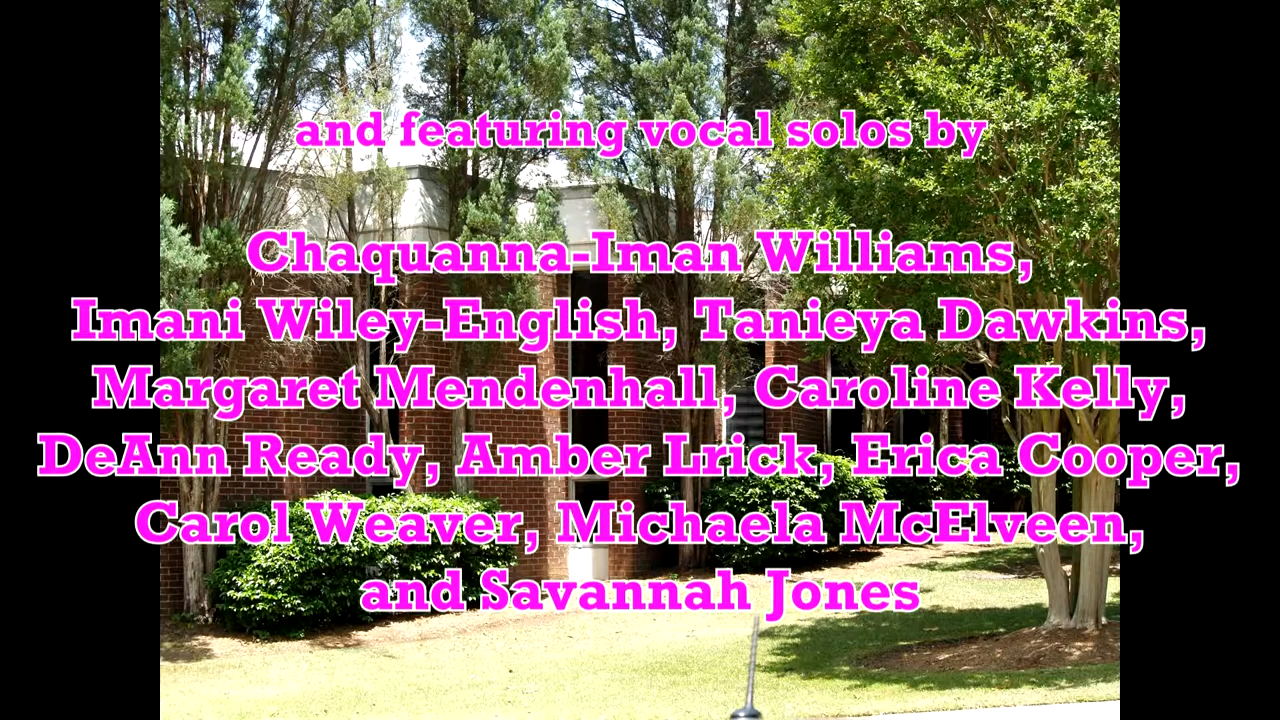 and featuring vocal solos by
Chaquanna-Iman Williams,
Imani Wiley-English, Tanieya Dawkins,
Margaret Mendenhall, Caroline Kelly,
DeAnn Ready, Amber Lrick, Erica Cooper,
Carol Weaver, Michaela McElveen,
and Savannah Jones